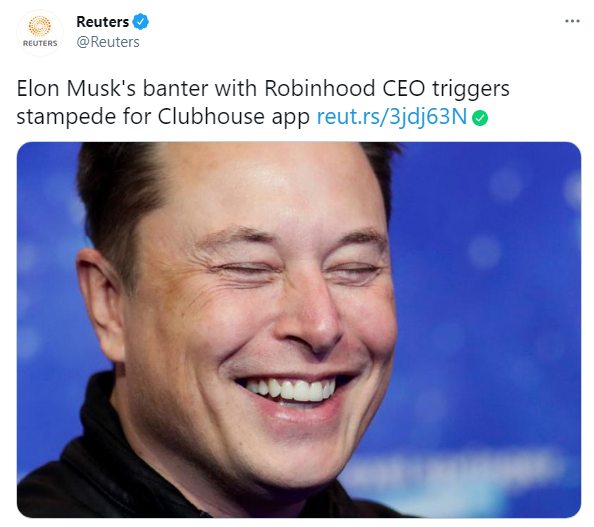 Reuters
@Reuters
REUTERS
Elon Musk's banter with Robinhood CEO triggers
stampede for Clubhouse app reut.rs/3jdj63N